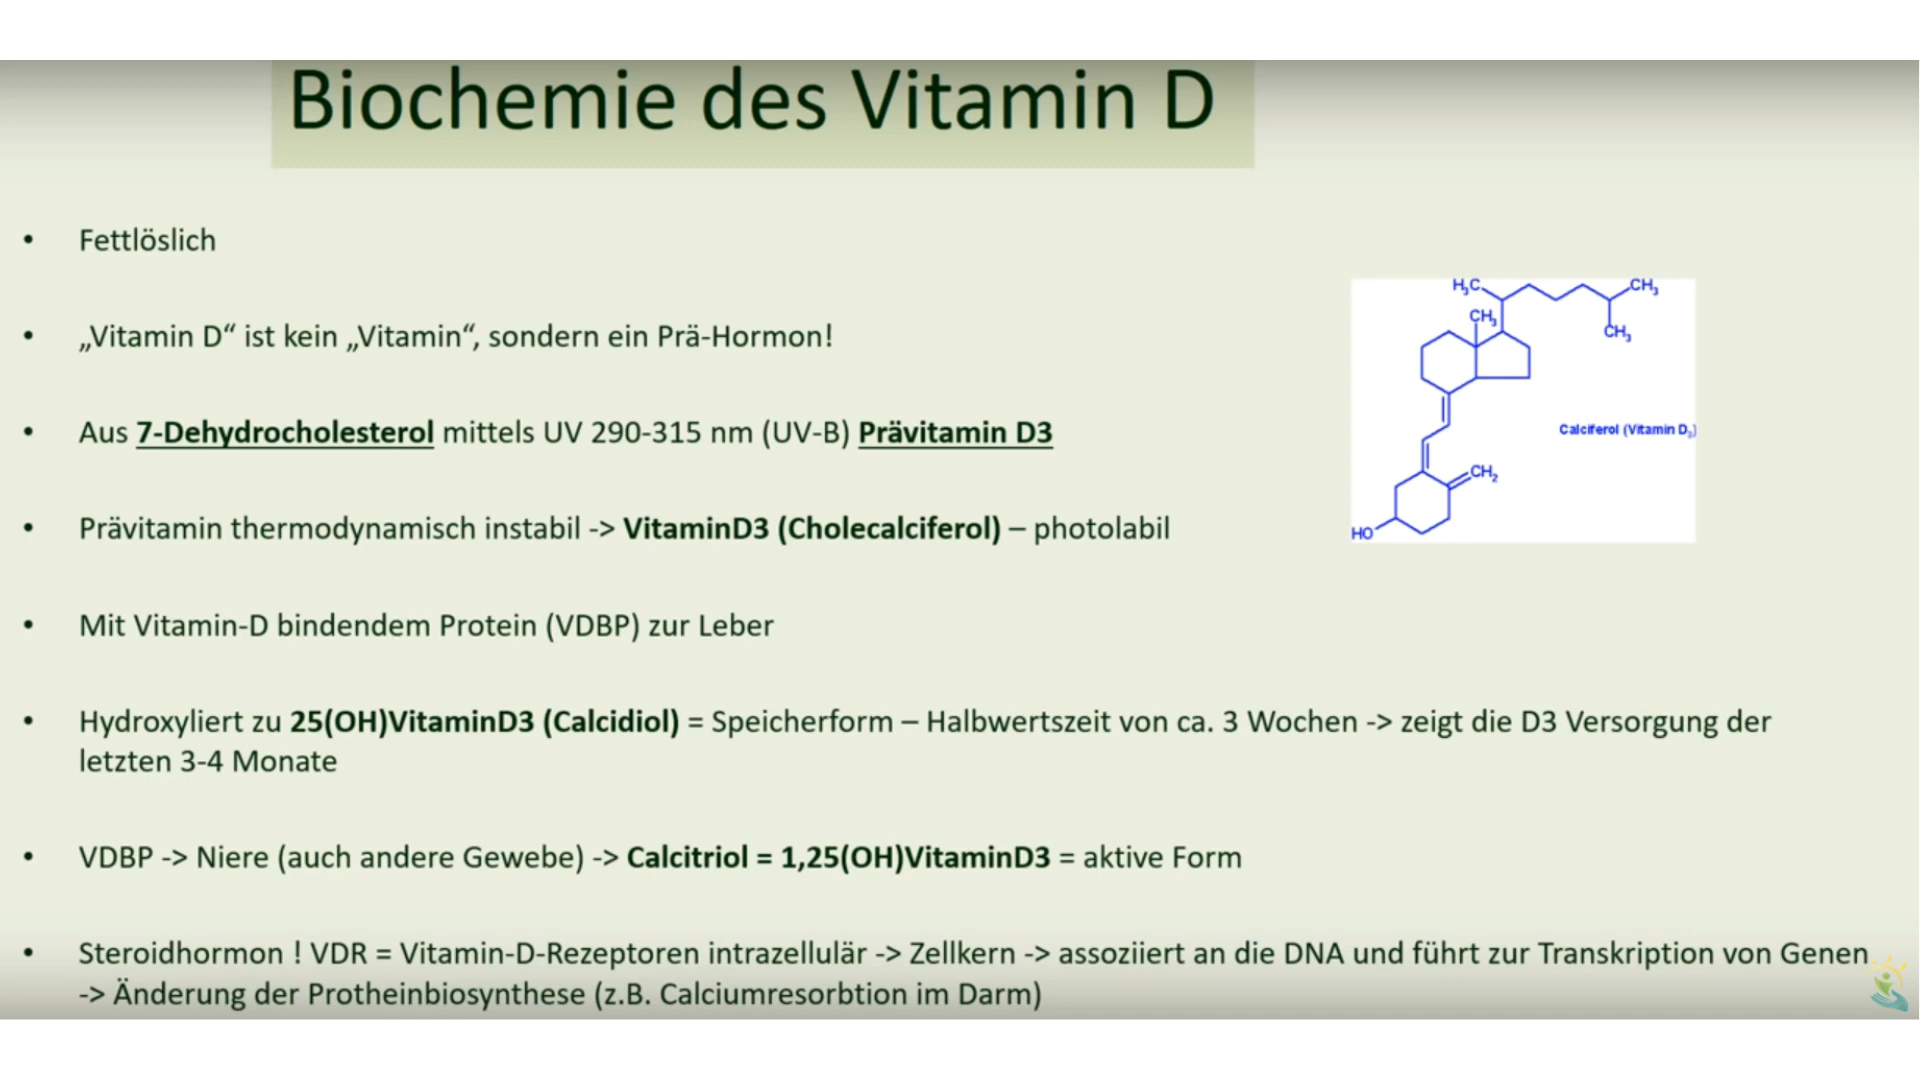 Biochemie des Vitamin D
• Fettlöslich
• „Vitamin D“ ist kein „Vitamin“, sondern ein Prä-Hormon!
• Aus 7-Dehydrocholesterol mittels UV 290-315 nm (UV-B) Prävitamin D3
• Prävitamin thermodynamisch instabil -> VitaminD3 (Cholecalciferol) – photolabil
• Mit Vitamin-D bindendem Protein (VDBP) zur Leber
• Hydroxyliert zu 25(OH)VitaminD3 (Calcidiol) = Speicherform – Halbwertszeit von ca. 3 Wochen -> zeigt die D3 Versorgung der
letzten 3-4 Monate
• VDBP -> Niere (auch andere Gewebe) -> Calcitriol = 1,25(OH)VitaminD3 = aktive Form
• Steroidhormon ! VDR = Vitamin-D-Rezeptoren intrazellulär -> Zellkern -> assoziiert an die DNA und führt zur Transkription von Genen
-> Änderung der Protheinbiosynthese (z.B. Calciumresorbtion im Darm)
H₃C
CH₃
CH₃
CH₃
Calciferol (Vitamin D₃)
CH₂
HO